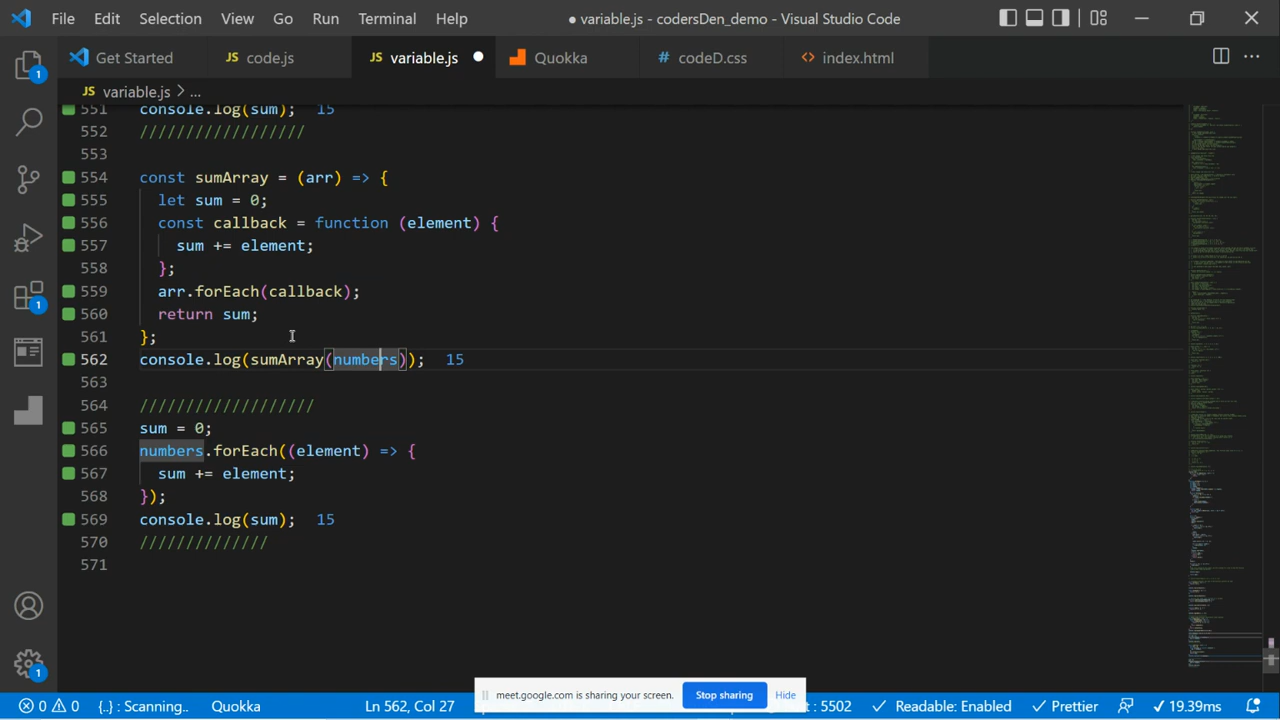 File Edit Selection View Go Run Terminal Help ● variable.js - codersDen_demo - Visual Studio Code
Get Started JS code.js JS variable.js Quokka # codeD.css <> index.html
variable.js > ...
551 console.log(sum); 15
552 //////////////////
553
554 const sumArray = (arr) => {
555 let sum = 0;
556 const callback = function (element) {
557 sum += element;
558 };
559 arr.forEach(callback);
560 return sum;
561 };
562 console.log(sumArray(numbers)); 15
563
564 ///////////////////
565 sum = 0;
566 numbers.forEach((element) => {
567 sum += element;
568 });
569 console.log(sum); 15
570 //////////////
571
1
1
1
meet.google.com is sharing your screen. Stop sharing Hide
0 0 {..} : Scanning.. Quokka Ln 562, Col 27 : 5502 Readable: Enabled Prettier 19.39ms